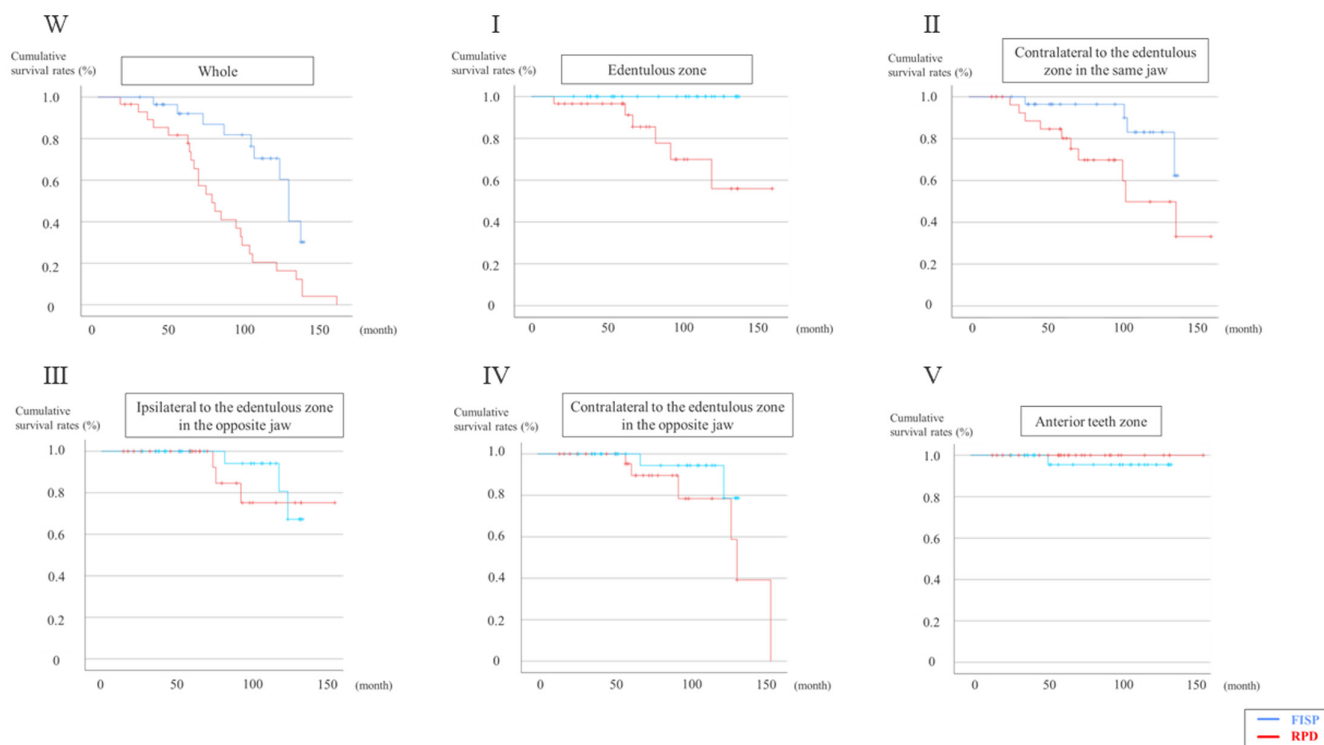 W
Cumulative
survival rates (%)
Whole
1.0
0.8
0.6
0.4
0.2
0
0
50
100
150
(month)
I
Cumulative
survival rates (%)
Edentulous zone
1.0
0.8
0.6
0.4
0.2
0
0
50
100
150
(month)
II
Cumulative
survival rates (%)
Contralateral to the edentulous
zone in the same jaw
1.0
0.8
0.6
0.4
0.2
0
0
50
100
150
(month)
III
Cumulative
survival rates (%)
Ipsilateral to the edentulous zone
in the opposite jaw
1.0
0.8
0.6
0.4
0.2
0
0
50
100
150
(month)
IV
Cumulative
survival rates (%)
Contralateral to the edentulous zone
in the opposite jaw
1.0
0.8
0.6
0.4
0.2
0
0
50
100
150
(month)
V
Cumulative
survival rates (%)
Anterior teeth zone
1.0
0.8
0.6
0.4
0.2
0
0
50
100
150
(month)
FISP
RPD